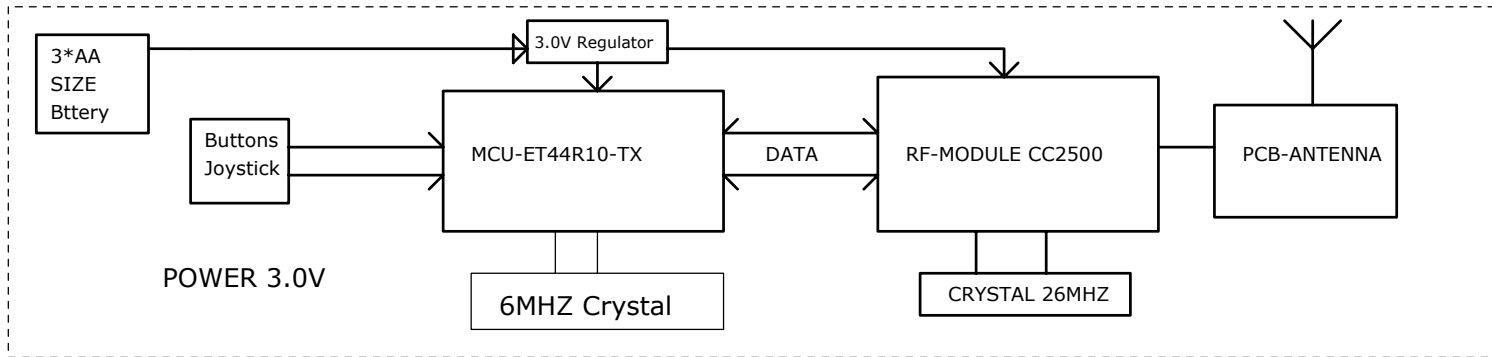 3*AA
SIZE
Bttery
3.0V Regulator
Buttons
Joystick
MCU-ET44R10-TX
DATA
RF-MODULE CC2500
PCB-ANTENNA
POWER 3.0V
6MHZ Crystal
CRYSTAL 26MHZ